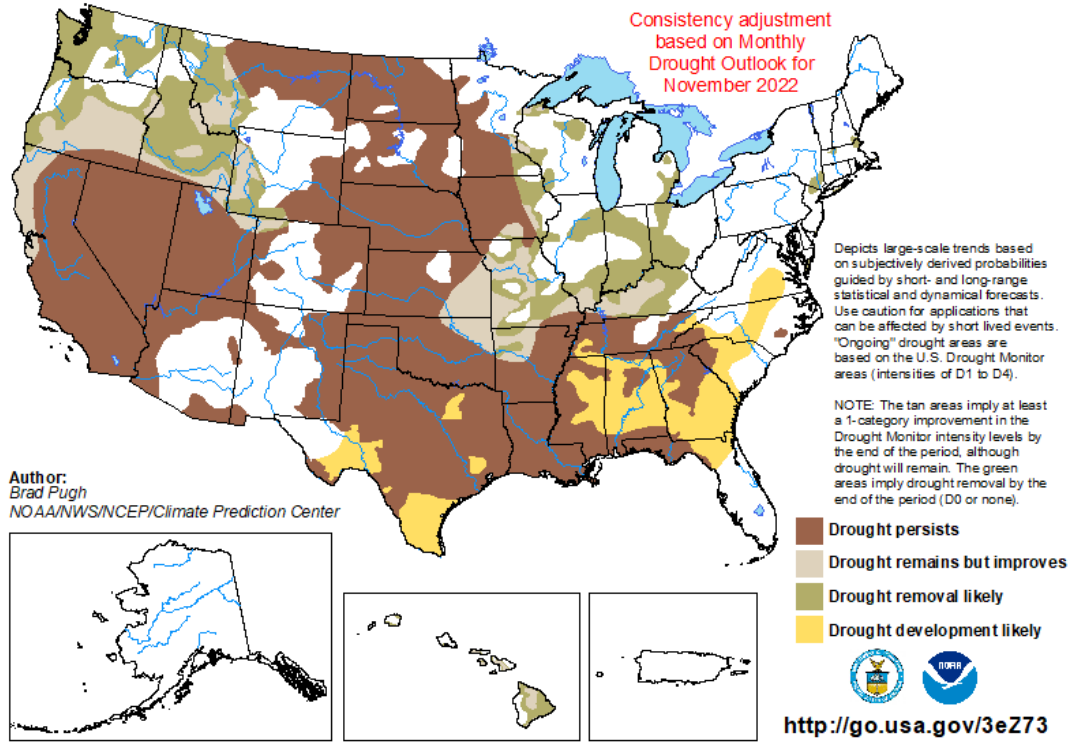 Consistency adjustment
based on Monthly
Drought Outlook for
November 2022
Depicts large-scale trends based
on subjectively derived probabilities
guided by short- and long-range
statistical and dynamical forecasts.
Use caution for applications that
can be affected by short lived events.
"Ongoing" drought areas are
based on the U.S. Drought Monitor
areas (intensities of D1 to D4).
NOTE: The tan areas imply at least
a 1-category improvement in the
Drought Monitor intensity levels by
the end of the period, although
drought will remain. The green
areas imply drought removal by the
end of the period (D0 or none).
Author:
Brad Pugh
NOAA/NWS/NCEP/Climate Prediction Center
Drought persists
Drought remains but improves
Drought removal likely
Drought development likely
NOAA
http://go.usa.gov/3eZ73